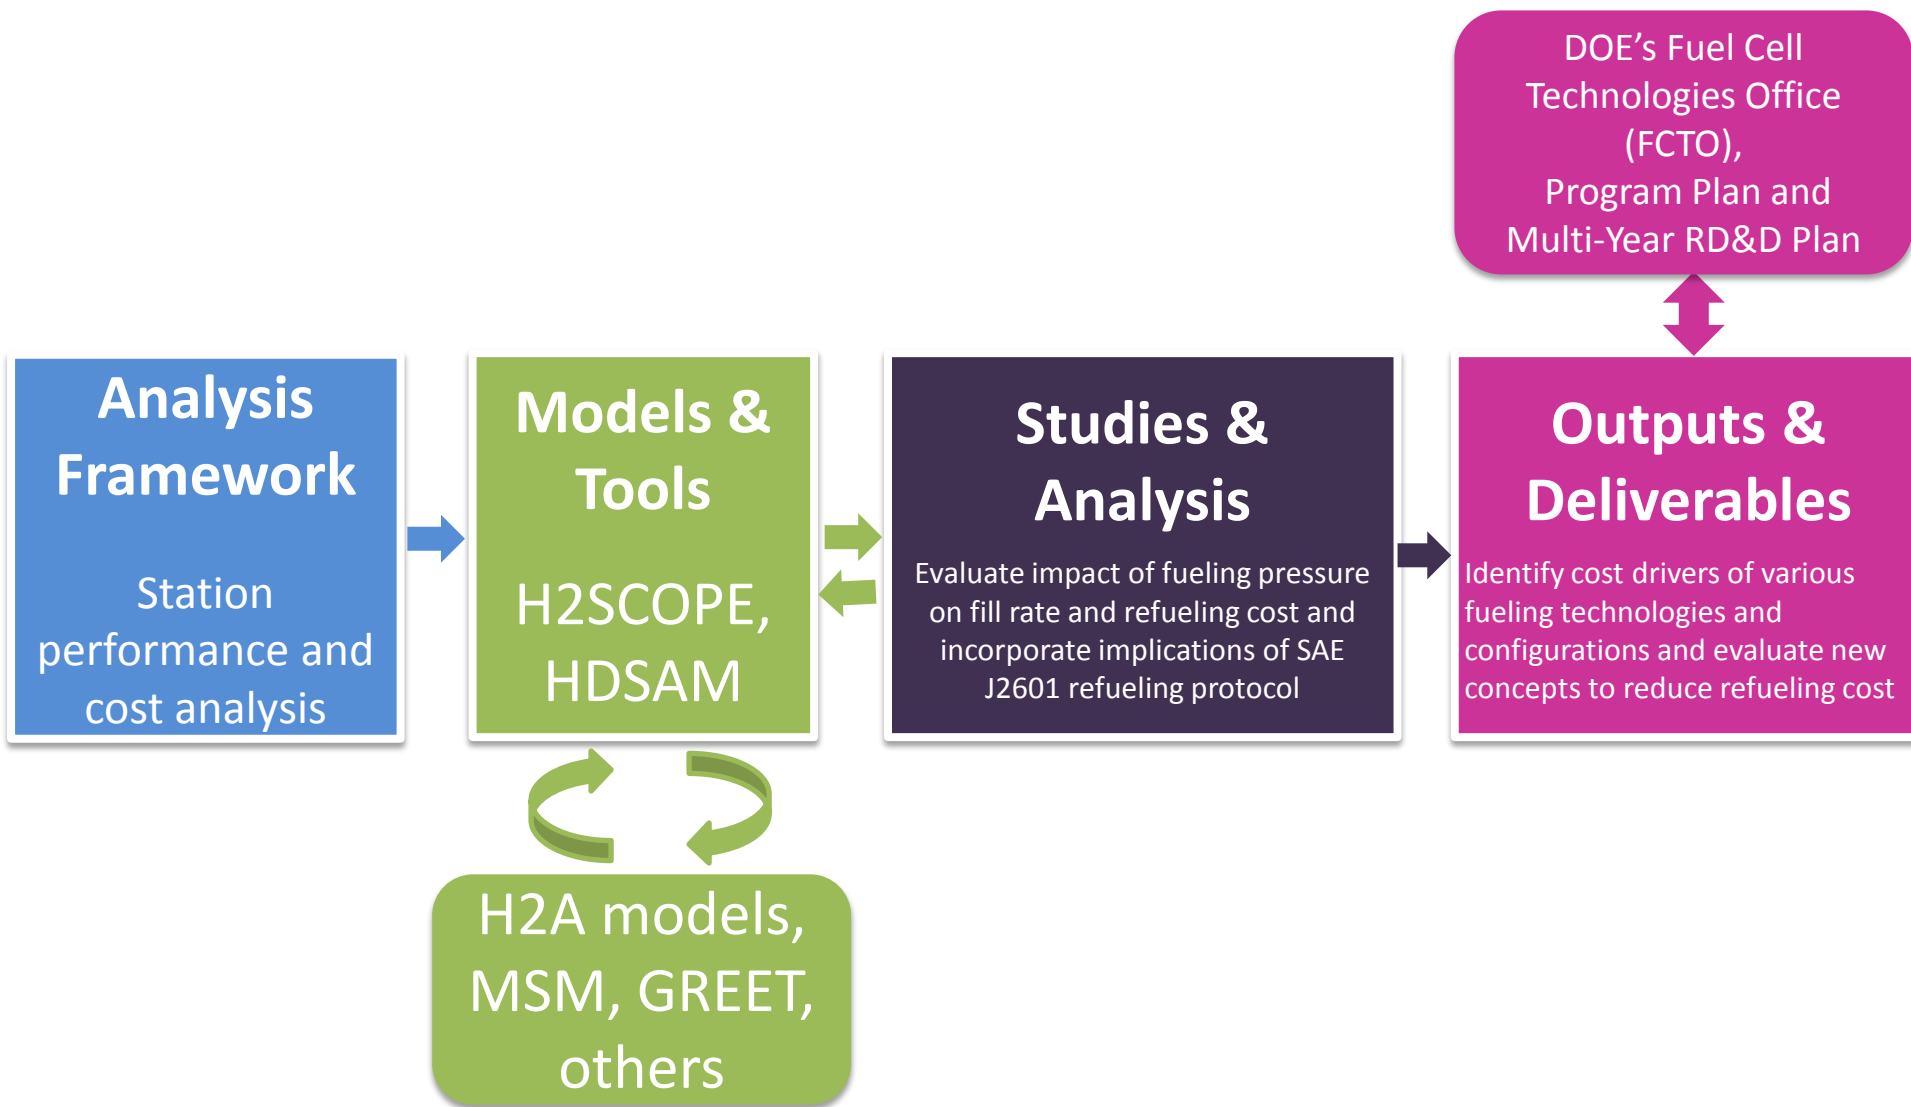 DOE’s Fuel Cell
Technologies Office
(FCTO),
Program Plan and
Multi-Year RD&D Plan
Analysis
Framework
Station
performance and
cost analysis
Models &
Tools
H2SCOPE,
HDSAM
Studies &
Analysis
Evaluate impact of fueling pressure
on fill rate and refueling cost and
incorporate implications of SAE
J2601 refueling protocol
Outputs &
Deliverables
Identify cost drivers of various
fueling technologies and
configurations and evaluate new
concepts to reduce refueling cost
H2A models,
MSM, GREET,
others